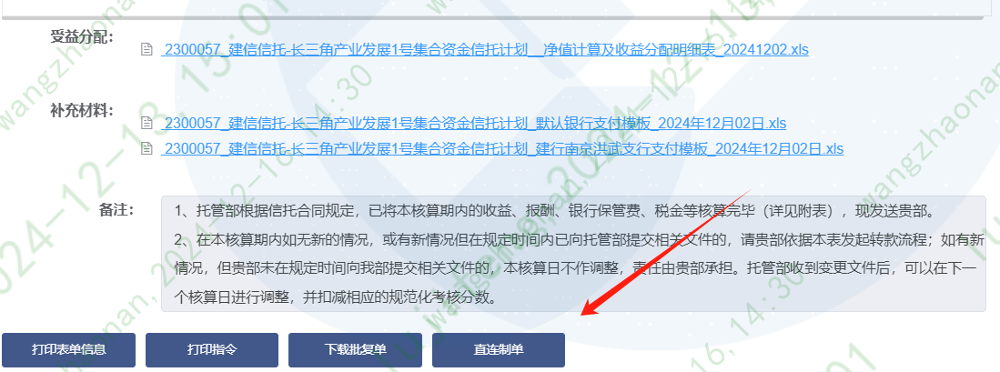 受益分配：
2300057_建信信托-长三角产业发展1号集合资金信托计划__净值计算及收益分配明细表_20241202.xls
补充材料：
2300057_建信信托-长三角产业发展1号集合资金信托计划_默认银行支付模板_2024年12月02日.xls
2300057_建信信托-长三角产业发展1号集合资金信托计划_建行南京洪武支行支付模板_2024年12月02日.xls
备注：
1、托管部根据信托合同规定，已将本核算期内的收益、报酬、银行保管费、税金等核算完毕（详见附表），现发送贵部。
2、在本核算期内如无新的情况，或有新情况但在规定时间内已向托管部提交相关文件的，请贵部依据本表发起转款流程；如有新
情况，但贵部未在规定时间向我部提交相关文件的，本核算日不作调整，责任由贵部承担。托管部收到变更文件后，可以在下一
个核算日进行调整，并扣减相应的规范化考核分数。
打印表单信息 打印指令 下载批复单 直连制单